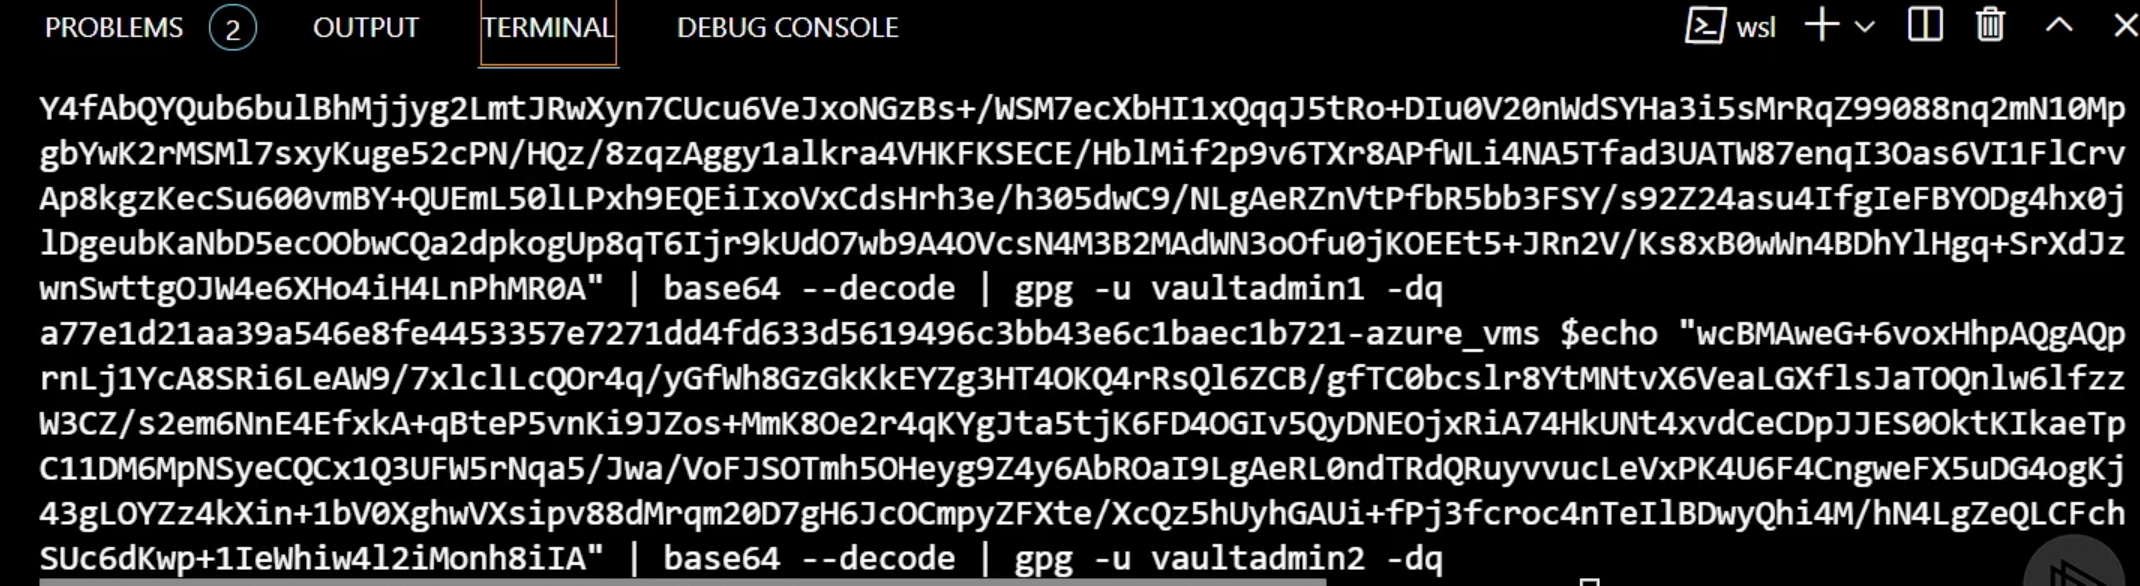 PROBLEMS 2 OUTPUT TERMINAL DEBUG CONSOLE wsl
Y4fAbQYQub6bulBhMjjyg2LmtJRwXyn7CUcu6VeJxoNGzBs+/WSM7ecXbHI1xQqqJ5tRo+DIu0V20nWdSYHa3i5sMrRqZ99088nq2mN10Mp
gbYwK2rMSMl7sxyKuge52cPN/HQz/8zqzAggy1alkra4VHKFKSECE/HblMif2p9v6TXr8APfWLi4NA5Tfad3UATW87enqI3Oas6VI1FlCrv
Ap8kgzKecSu600vmBY+QUEmL50lLPxh9EQEiIxoVxCdsHrh3e/h305dwC9/NLgAeRZnVtPfbR5bb3FSY/s92Z24asu4IfgIeFBYODg4hx0j
lDgeubKaNbD5ecOObwCQa2dpkogUp8qT6Ijr9kUdO7wb9A4OVcsN4M3B2MAdWN3oOfu0jKOEEt5+JRn2V/Ks8xB0wWn4BDhYlHgq+SrXdJz
wnSwttgOJW4e6XHo4iH4LnPhMR0A" | base64 --decode | gpg -u vaultadmin1 -dq
a77e1d21aa39a546e8fe4453357e7271dd4fd633d5619496c3bb43e6c1baec1b721-azure_vms $echo "wcBMAweG+6voxHhpAQgAQp
rnLj1YcA8SRi6LeAW9/7xlclLcQOr4q/yGfWh8GzGkKkEYZg3HT4OKQ4rRsQl6ZCB/gfTC0bcslr8YtMNtvX6VeaLGXflsJaTOQnlw6lfzz
W3CZ/s2em6NnE4EfxkA+qBteP5vnKi9JZos+MmK8Oe2r4qKYgJta5tjK6FD4OGIv5QyDNEOjxRiA74HkUNt4xvdCeCDpJJES0OktKIkaeTp
C11DM6MpNSyeCQCx1Q3UFW5rNqa5/Jwa/VoFJSOTmh5OHeyg9Z4y6AbROaI9LgAeRL0ndTRdQRuyvvucLeVxPK4U6F4CngweFX5uDG4ogKj
43gLOYZz4kXin+1bV0XghwVXsipv88dMrqm20D7gH6JcOCmpyZFXte/XcQz5hUyhGAUi+fPj3fcroc4nTeIlBDwyQhi4M/hN4LgZeQLCFch
SUc6dKwp+1IeWhiw4l2iMonh8iIA" | base64 --decode | gpg -u vaultadmin2 -dq